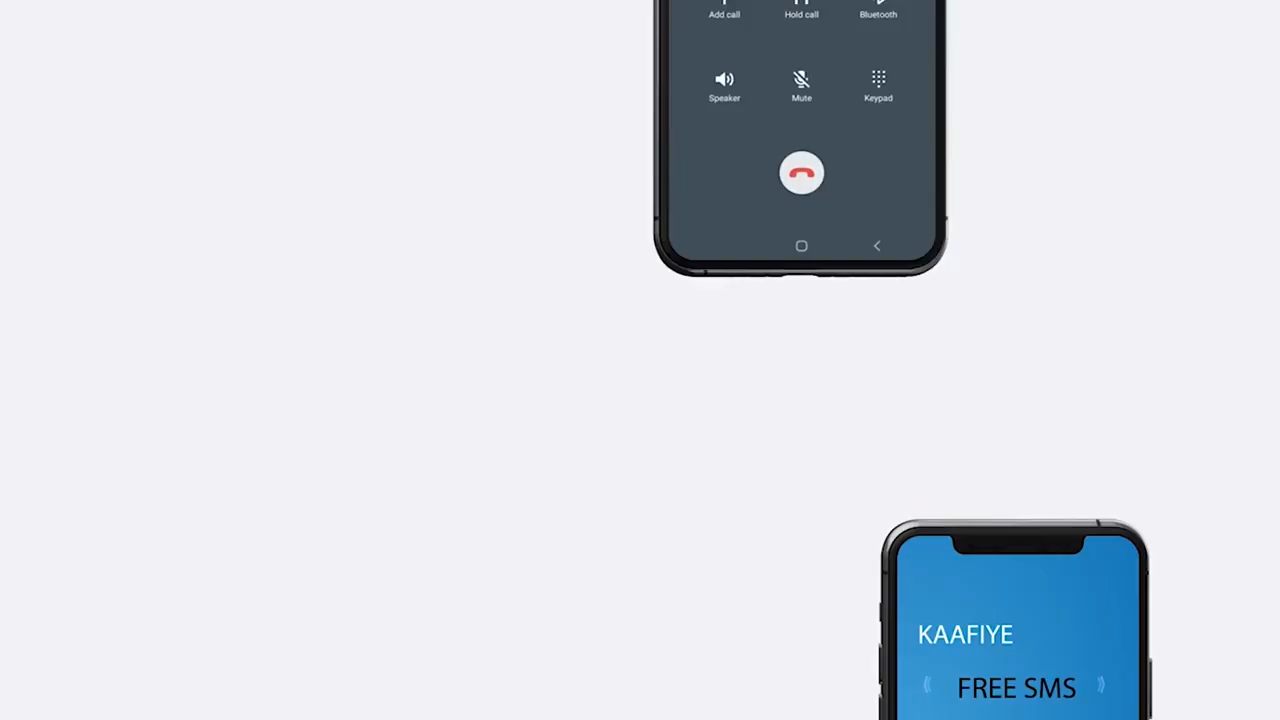 Add call Hold call Bluetooth
Speaker Mute Keypad
KAAFIYE
FREE SMS